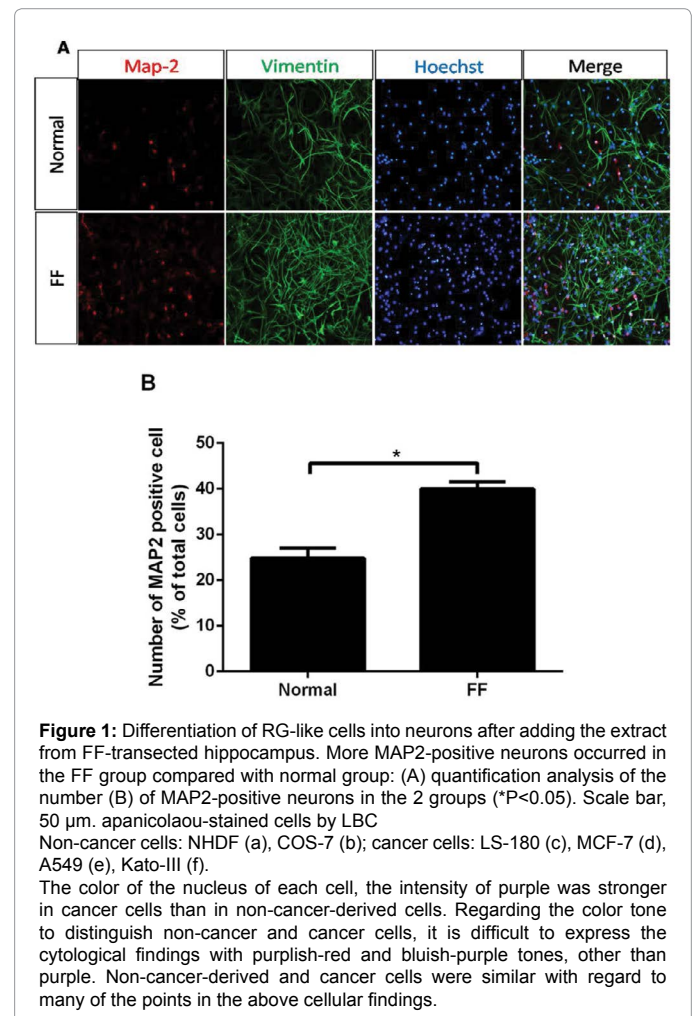 A
Map-2 Vimentin Hoechst Merge
Normal
FF
B
Number of MAP2 positive cell
(% of total cells)
50
40
30
20
10
0
*
Normal FF
Figure 1: Differentiation of RG-like cells into neurons after adding the extract
from FF-transected hippocampus. More MAP2-positive neurons occurred in
the FF group compared with normal group: (A) quantification analysis of the
number (B) of MAP2-positive neurons in the 2 groups (*P<0.05). Scale bar,
50 µm. apanicolaou-stained cells by LBC
Non-cancer cells: NHDF (a), COS-7 (b); cancer cells: LS-180 (c), MCF-7 (d),
A549 (e), Kato-III (f).
The color of the nucleus of each cell, the intensity of purple was stronger
in cancer cells than in non-cancer-derived cells. Regarding the color tone
to distinguish non-cancer and cancer cells, it is difficult to express the
cytological findings with purplish-red and bluish-purple tones, other than
purple. Non-cancer-derived and cancer cells were similar with regard to
many of the points in the above cellular findings.